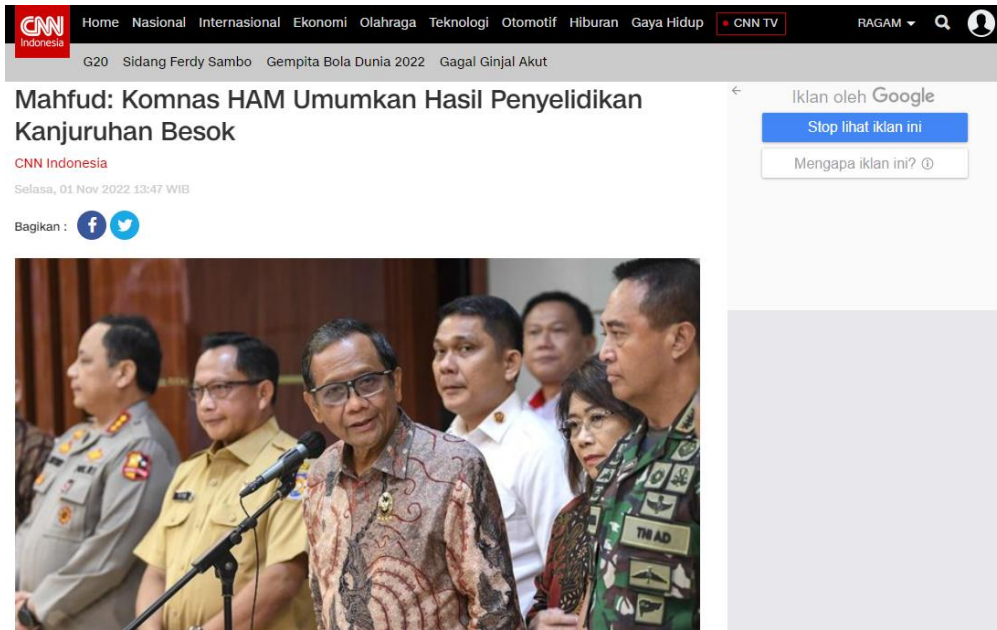 CNN
Indonesia
Home Nasional Internasional Ekonomi Olahraga Teknologi Otomotif Hiburan Gaya Hidup • CNN TV RAGAM
G20 Sidang Ferdy Sambo Gempita Bola Dunia 2022 Gagal Ginjal Akut
Mahfud: Komnas HAM Umumkan Hasil Penyelidikan
Kanjuruhan Besok
CNN Indonesia
Selasa, 01 Nov 2022 13:47 WIB
Bagikan :
Iklan oleh Google
Stop lihat iklan ini
Mengapa iklan ini?
TNI AD